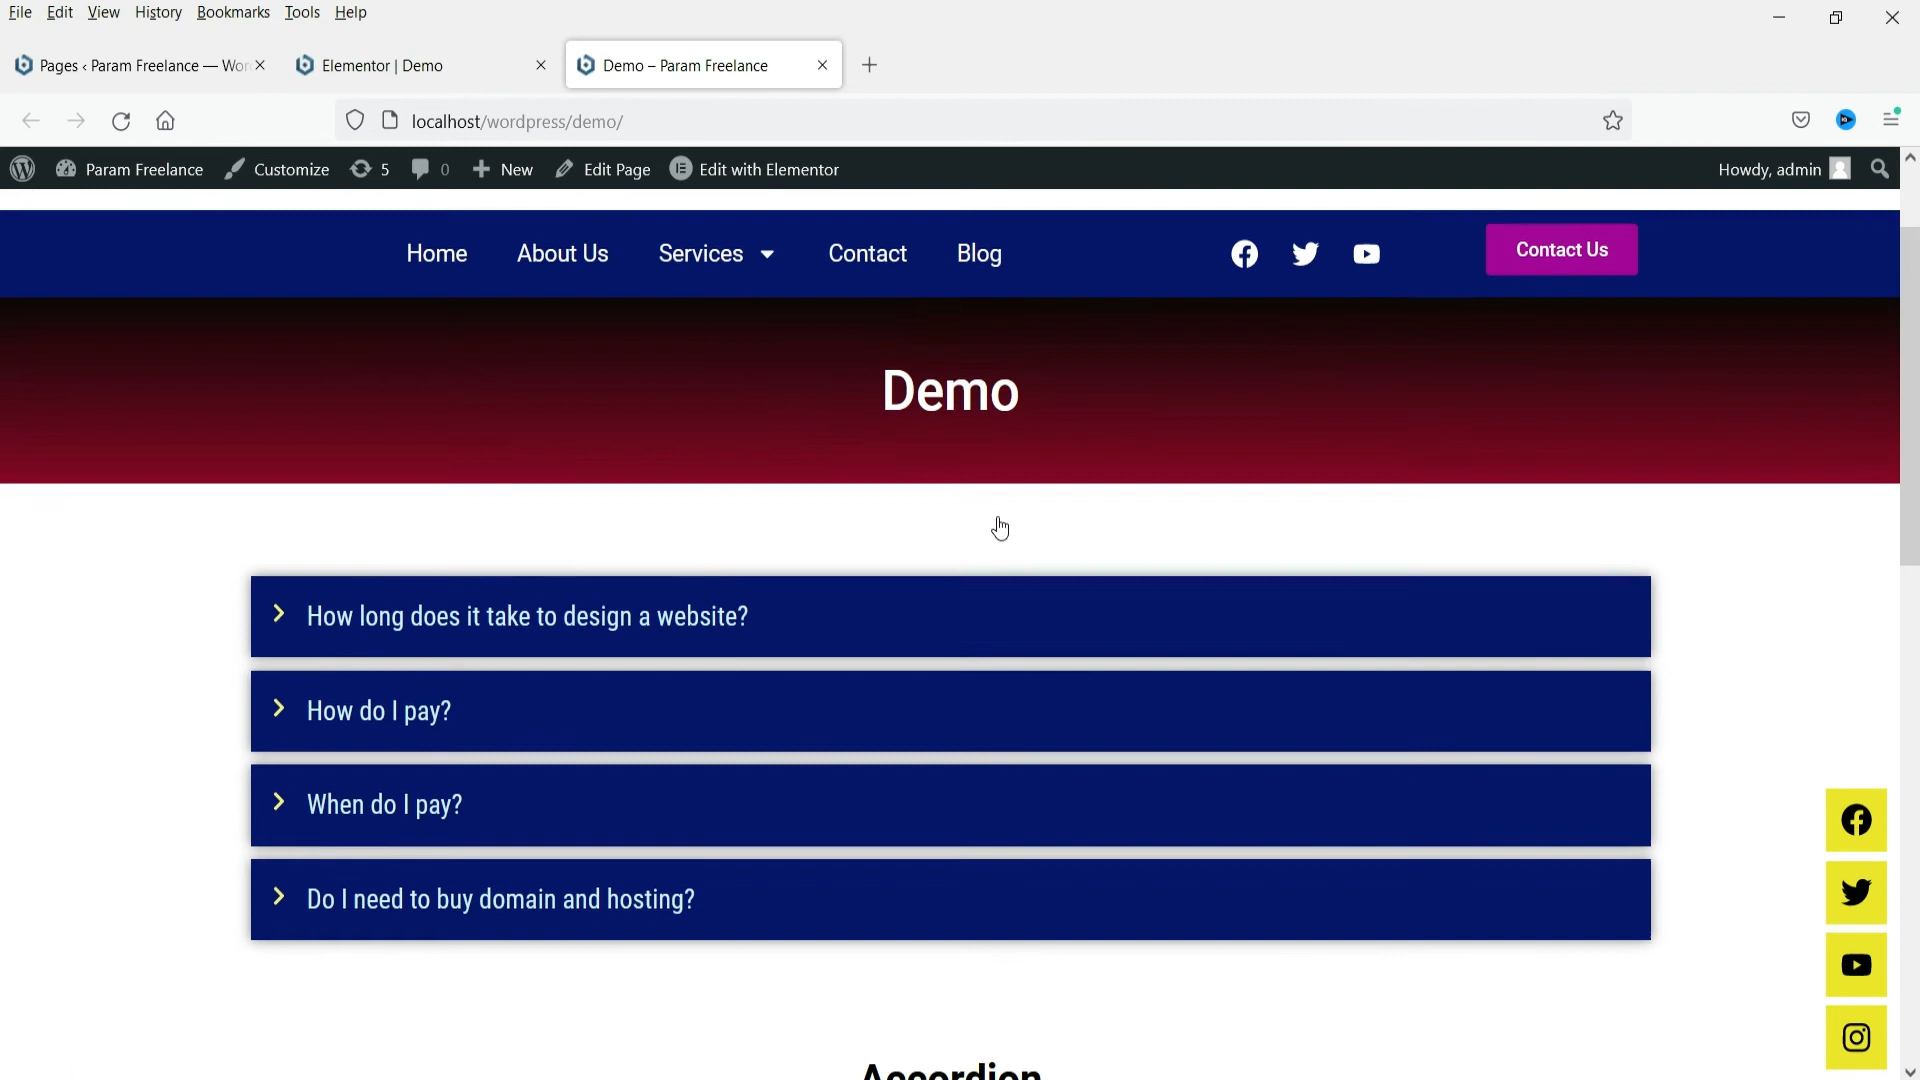 File Edit View History Bookmarks Tools Help
Pages ‹ Param Freelance — Wor
Elementor | Demo
Demo – Param Freelance
localhost/wordpress/demo/
Param Freelance Customize 5 0 New Edit Page Edit with Elementor Howdy, admin
Home About Us Services Contact Blog Contact Us
Demo
How long does it take to design a website?
How do I pay?
When do I pay?
Do I need to buy domain and hosting?
Accordion